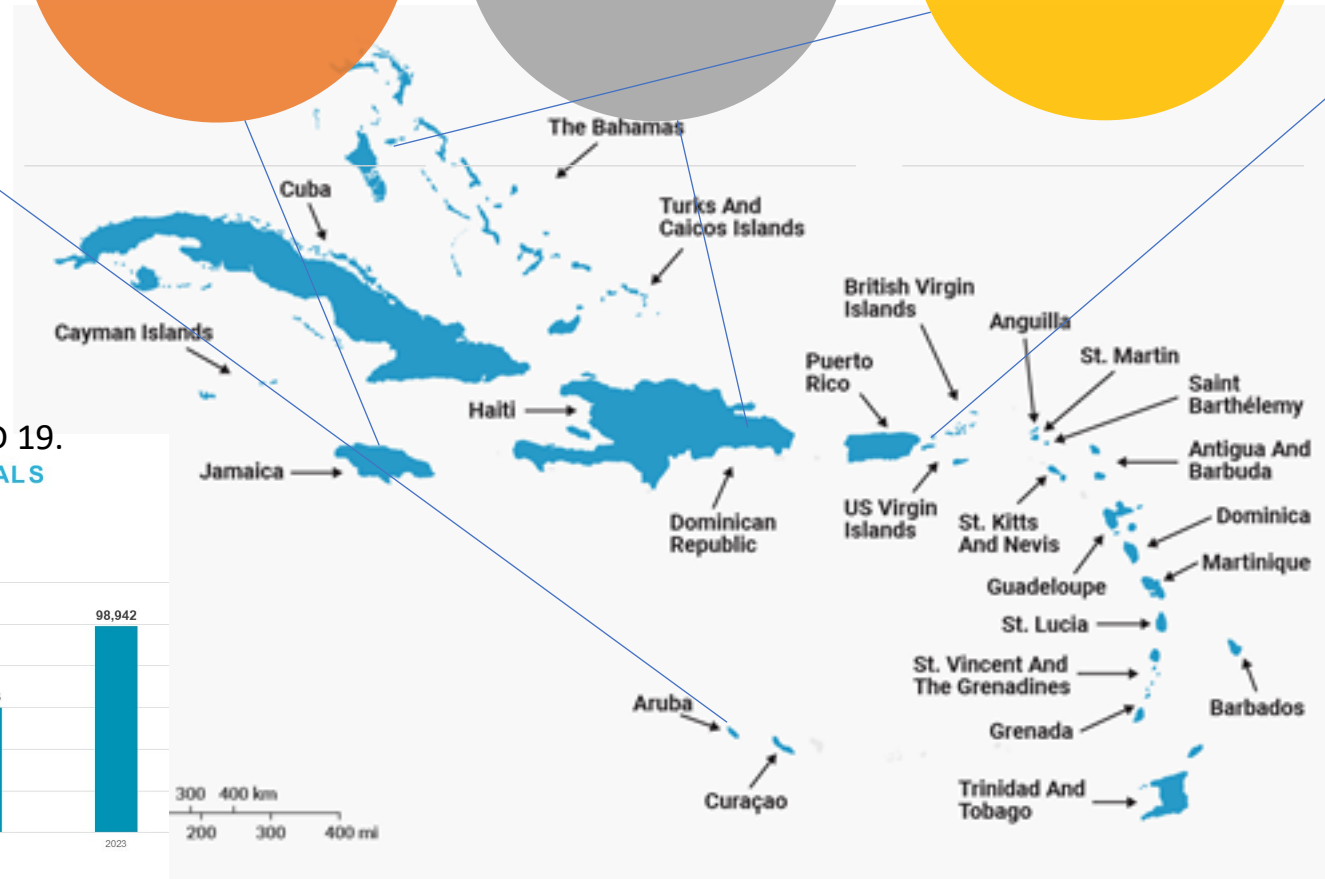 The Bahamas
Cuba
Turks And
Caicos Islands
British Virgin
Islands
Anguilla
Cayman Islands
St. Martin
Puerto
Rico
Saint
Barthélemy
Haiti
19.
Jamaica
Antigua And
Barbuda
US Virgin
Islands
St. Kitts
And Nevis
Dominican
Republic
Dominica
Martinique
Guadeloupe
98,942
St. Lucia
St. Vincent And
The Grenadines
Aruba
Barbados
Grenada
Curaçao
Trinidad And
Tobago
300 400 km
200 300 400 mi
2023